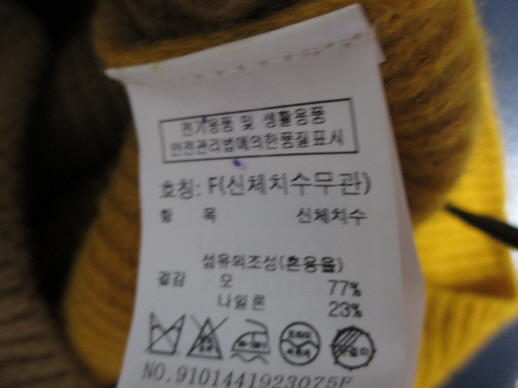 전기용품 및 생활용품
안전관리법에의한품질표시
호칭: F(신체치수무관)
항 목 신체치수
섬유의조성(혼용율)
겉감 모 77%
나일론 23%
NO.9101441923075F